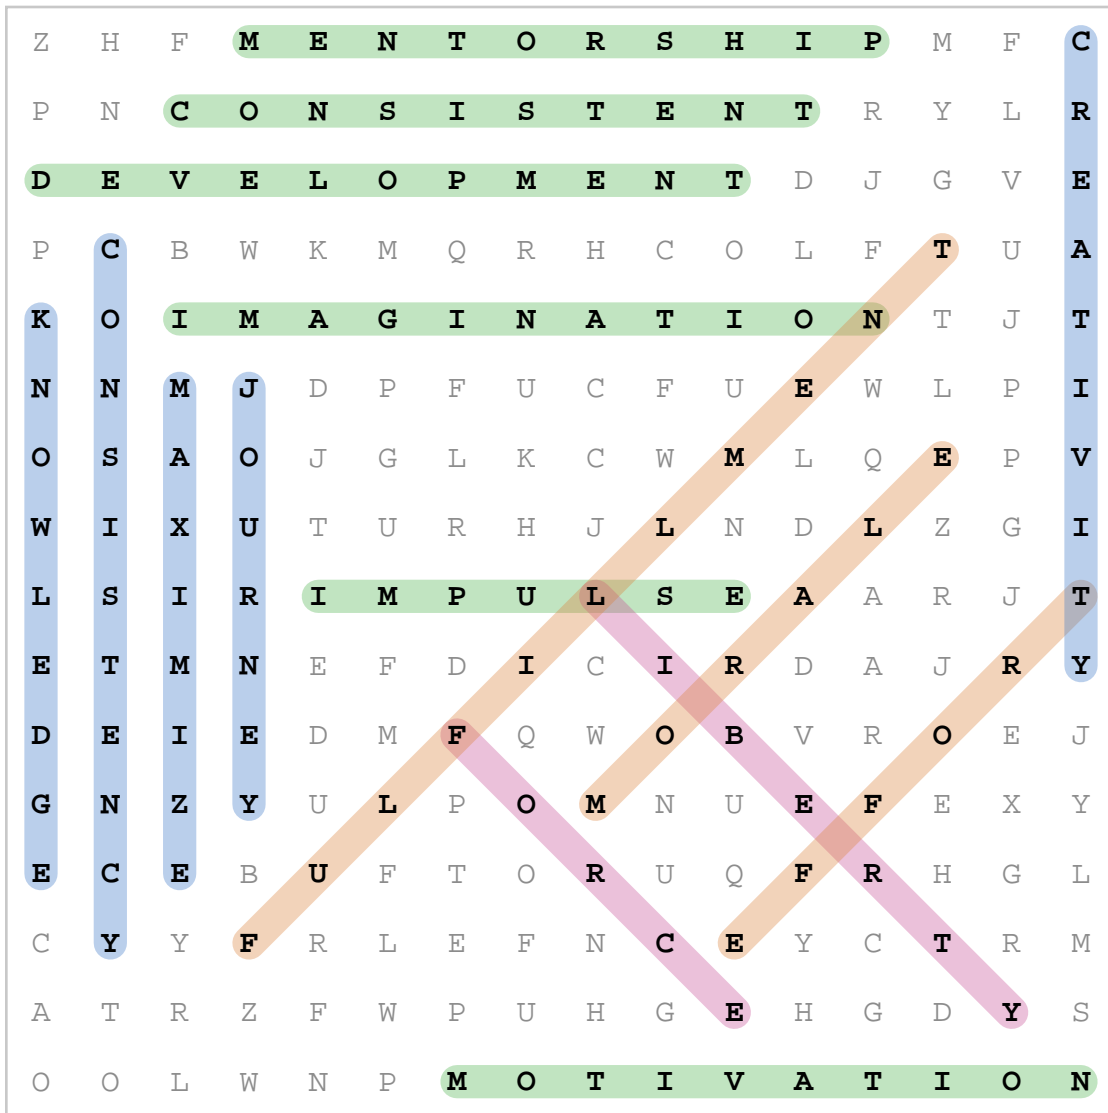 Z H F M E N T O R S H I P M F C
P N C O N S I S T E N T R Y L R
D E V E L O P M E N T D J G V E
P C B W K M Q R H C O L F T U A
K O I M A G I N A T I O N T J T
N N M J D P F U C F U E W L P I
O S A O J G L K C W M L Q E P V
W I X U T U R H J L N D L Z G I
L S I R I M P U L S E A A R J T
E T M N E F D I C I R D A J R Y
D E I E D M F Q W O B V R O E J
G N Z Y U L P O M N U E F E X Y
E C E B U F T O R U Q F R H G L
C Y Y F R L E F N C E Y C T R M
A T R Z F W P U H G E H G D Y S
O O L W N P M O T I V A T I O N